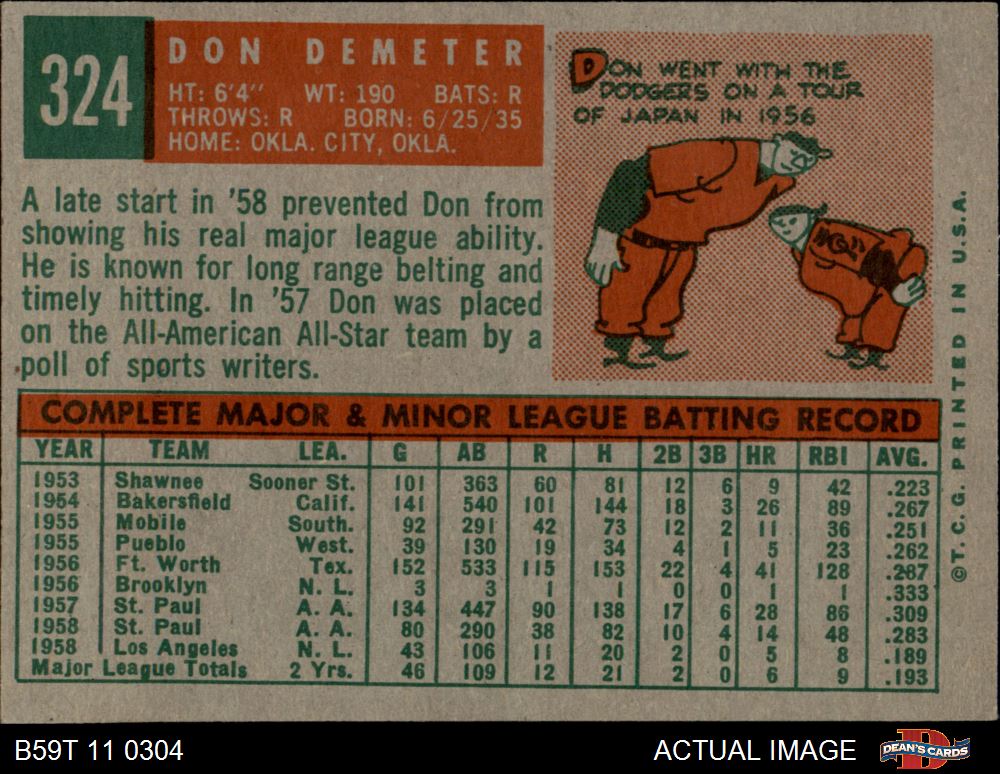 324
DON DEMETER
HT: 6'4" WT: 190 BATS: R
THROWS: R BORN: 6/25/35
HOME: OKLA. CITY, OKLA.
DON WENT WITH THE
DODGERS ON A TOUR
OF JAPAN IN 1956
A late start in '58 prevented Don from
showing his real major league ability.
He is known for long range belting and
timely hitting. In '57 Don was placed
on the All-American All-Star team by a
poll of sports writers.
COMPLETE MAJOR & MINOR LEAGUE BATTING RECORD
YEAR TEAM LEA. G AB R H 2B 3B HR RBI AVG.
1953 Shawnee Sooner St. 101 363 60 81 12 6 9 42 .223
1954 Bakersfield Calif. 141 540 101 144 18 3 26 89 .267
1955 Mobile South. 92 291 42 73 12 2 11 36 .251
1955 Pueblo West. 39 130 19 34 4 1 5 23 .262
1956 Ft. Worth Tex. 152 533 115 153 22 4 41 128 .287
1956 Brooklyn N. L. 3 3 1 1 0 0 1 1 .333
1957 St. Paul A. A. 134 447 90 138 17 6 28 86 .309
1958 St. Paul A. A. 80 290 38 82 10 4 14 48 .283
1958 Los Angeles N. L. 43 106 11 20 2 0 5 8 .189
Major League Totals 2 Yrs. 46 109 12 21 2 0 6 9 .193
©T.C.G. PRINTED IN U.S.A.
B59T 11 0304
ACTUAL IMAGE
DEAN'S CARDS